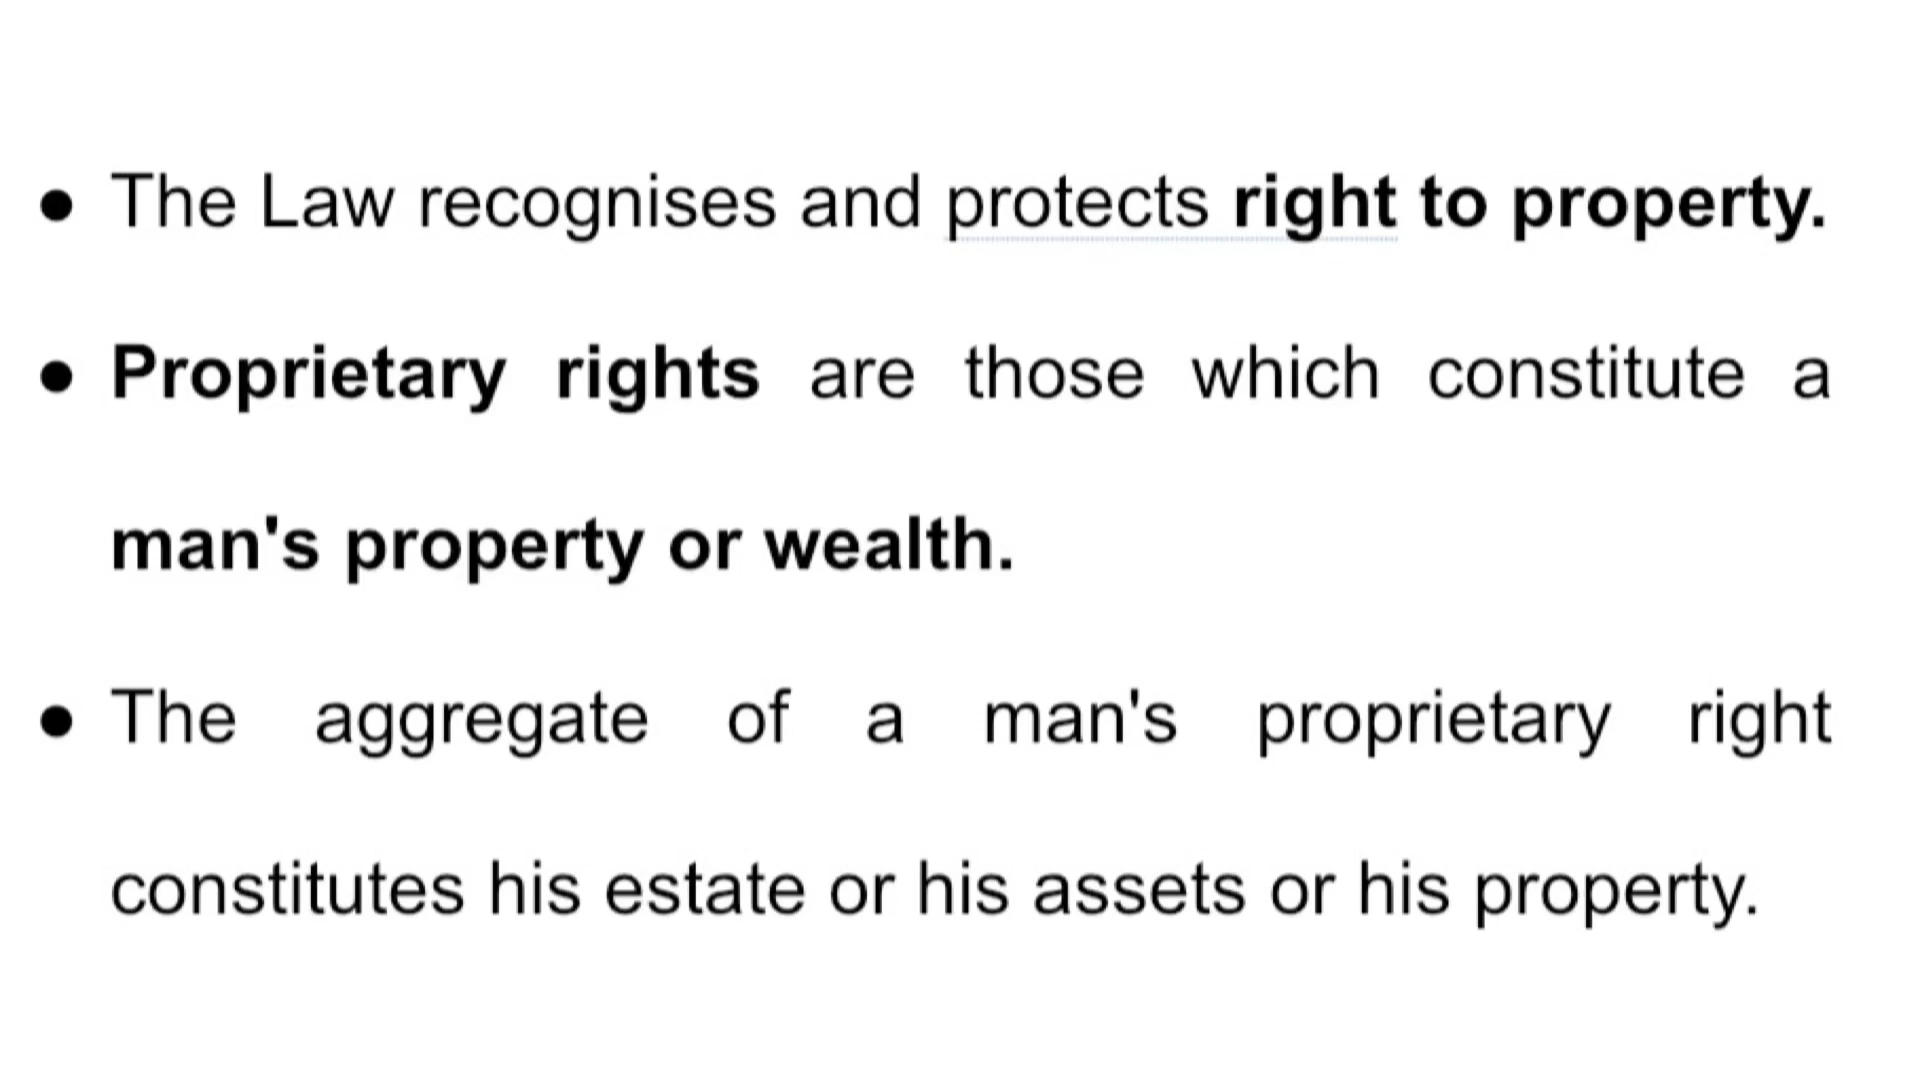 ● The Law recognises and protects right to property.
● Proprietary rights are those which constitute a
man's property or wealth.
● The aggregate of a man's proprietary right
constitutes his estate or his assets or his property.